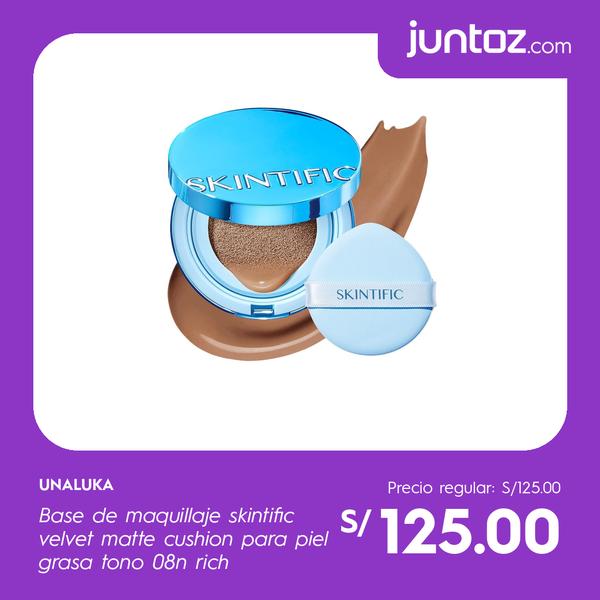 juntoz.com
SKINTIFIC
SKINTIFIC
UNALUKA
Base de maquillaje skintific
velvet matte cushion para piel
grasa tono 08n rich
Precio regular: S/125.00
S/125.00